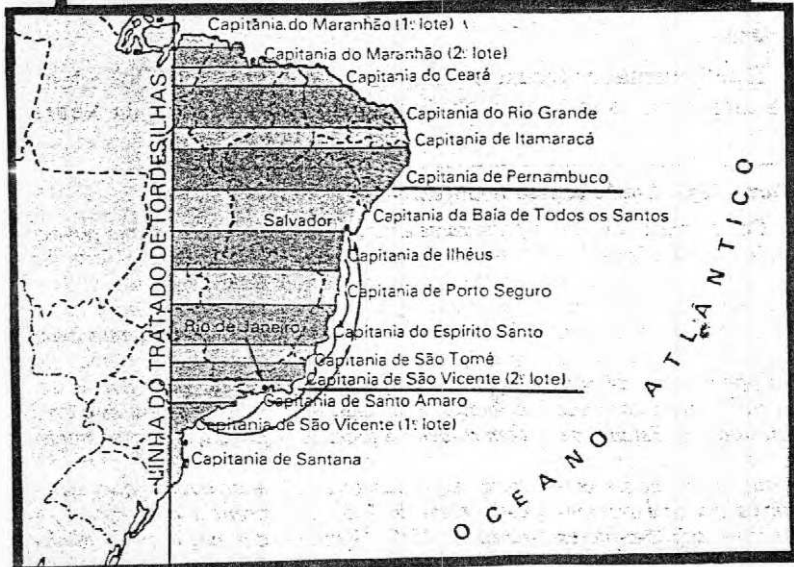 Capitania do Maranhão (1º lote)
Capitania do Maranhão (2º lote)
Capitania do Ceará
Capitania do Rio Grande
Capitania de Itamaracá
Capitania de Pernambuco
Capitania da Baía de Todos os Santos
Salvador
Capitania de Ilhéus
Capitania de Porto Seguro
Capitania do Espírito Santo
Rio de Janeiro
Capitania de São Tomé
Capitania de São Vicente (2º lote)
Capitania de Santo Amaro
Capitania de São Vicente (1º lote)
Capitania de Santana
LINHA DO TRATADO DE TORDESILHAS
OCEANO ATLÂNTICO